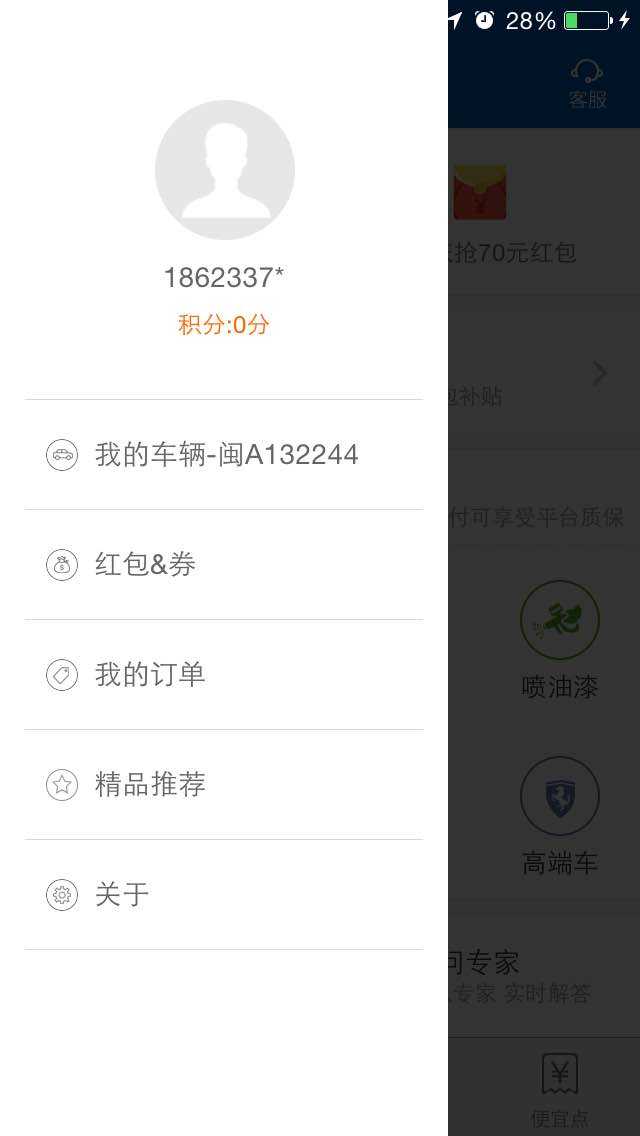 28%
客服
1862337*
积分:0分
抢70元红包
包补贴
我的车辆-闽A132244
付可享受平台质保
红包&券
我的订单
喷油漆
精品推荐
高端车
关于
问专家
专家 实时解答
便宜点